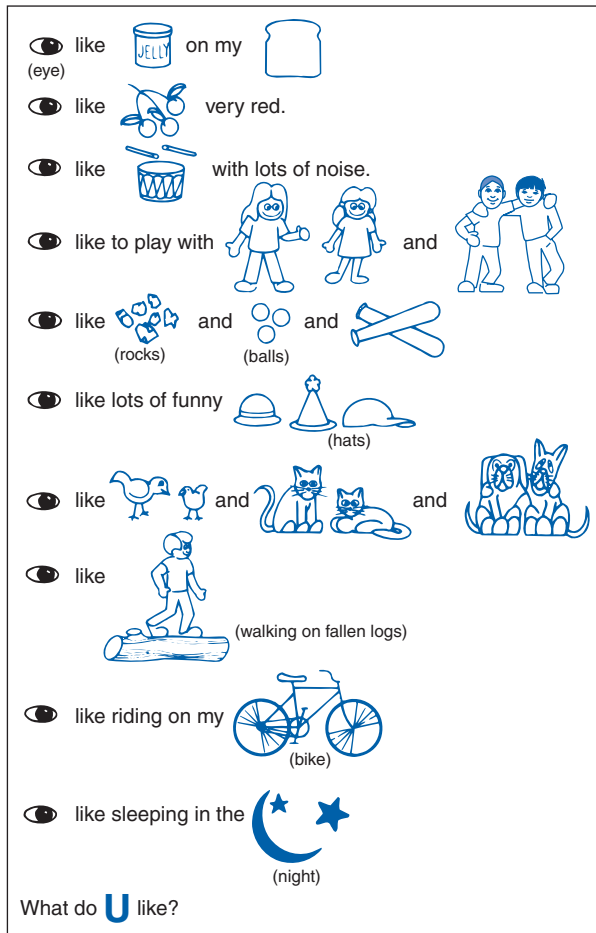 like JELLY on my
(eye)
like very red.
like with lots of noise.
like to play with and
like and and
(rocks) (balls)
like lots of funny
(hats)
like and and
like
(walking on fallen logs)
like riding on my
(bike)
like sleeping in the
(night)
What do U like?